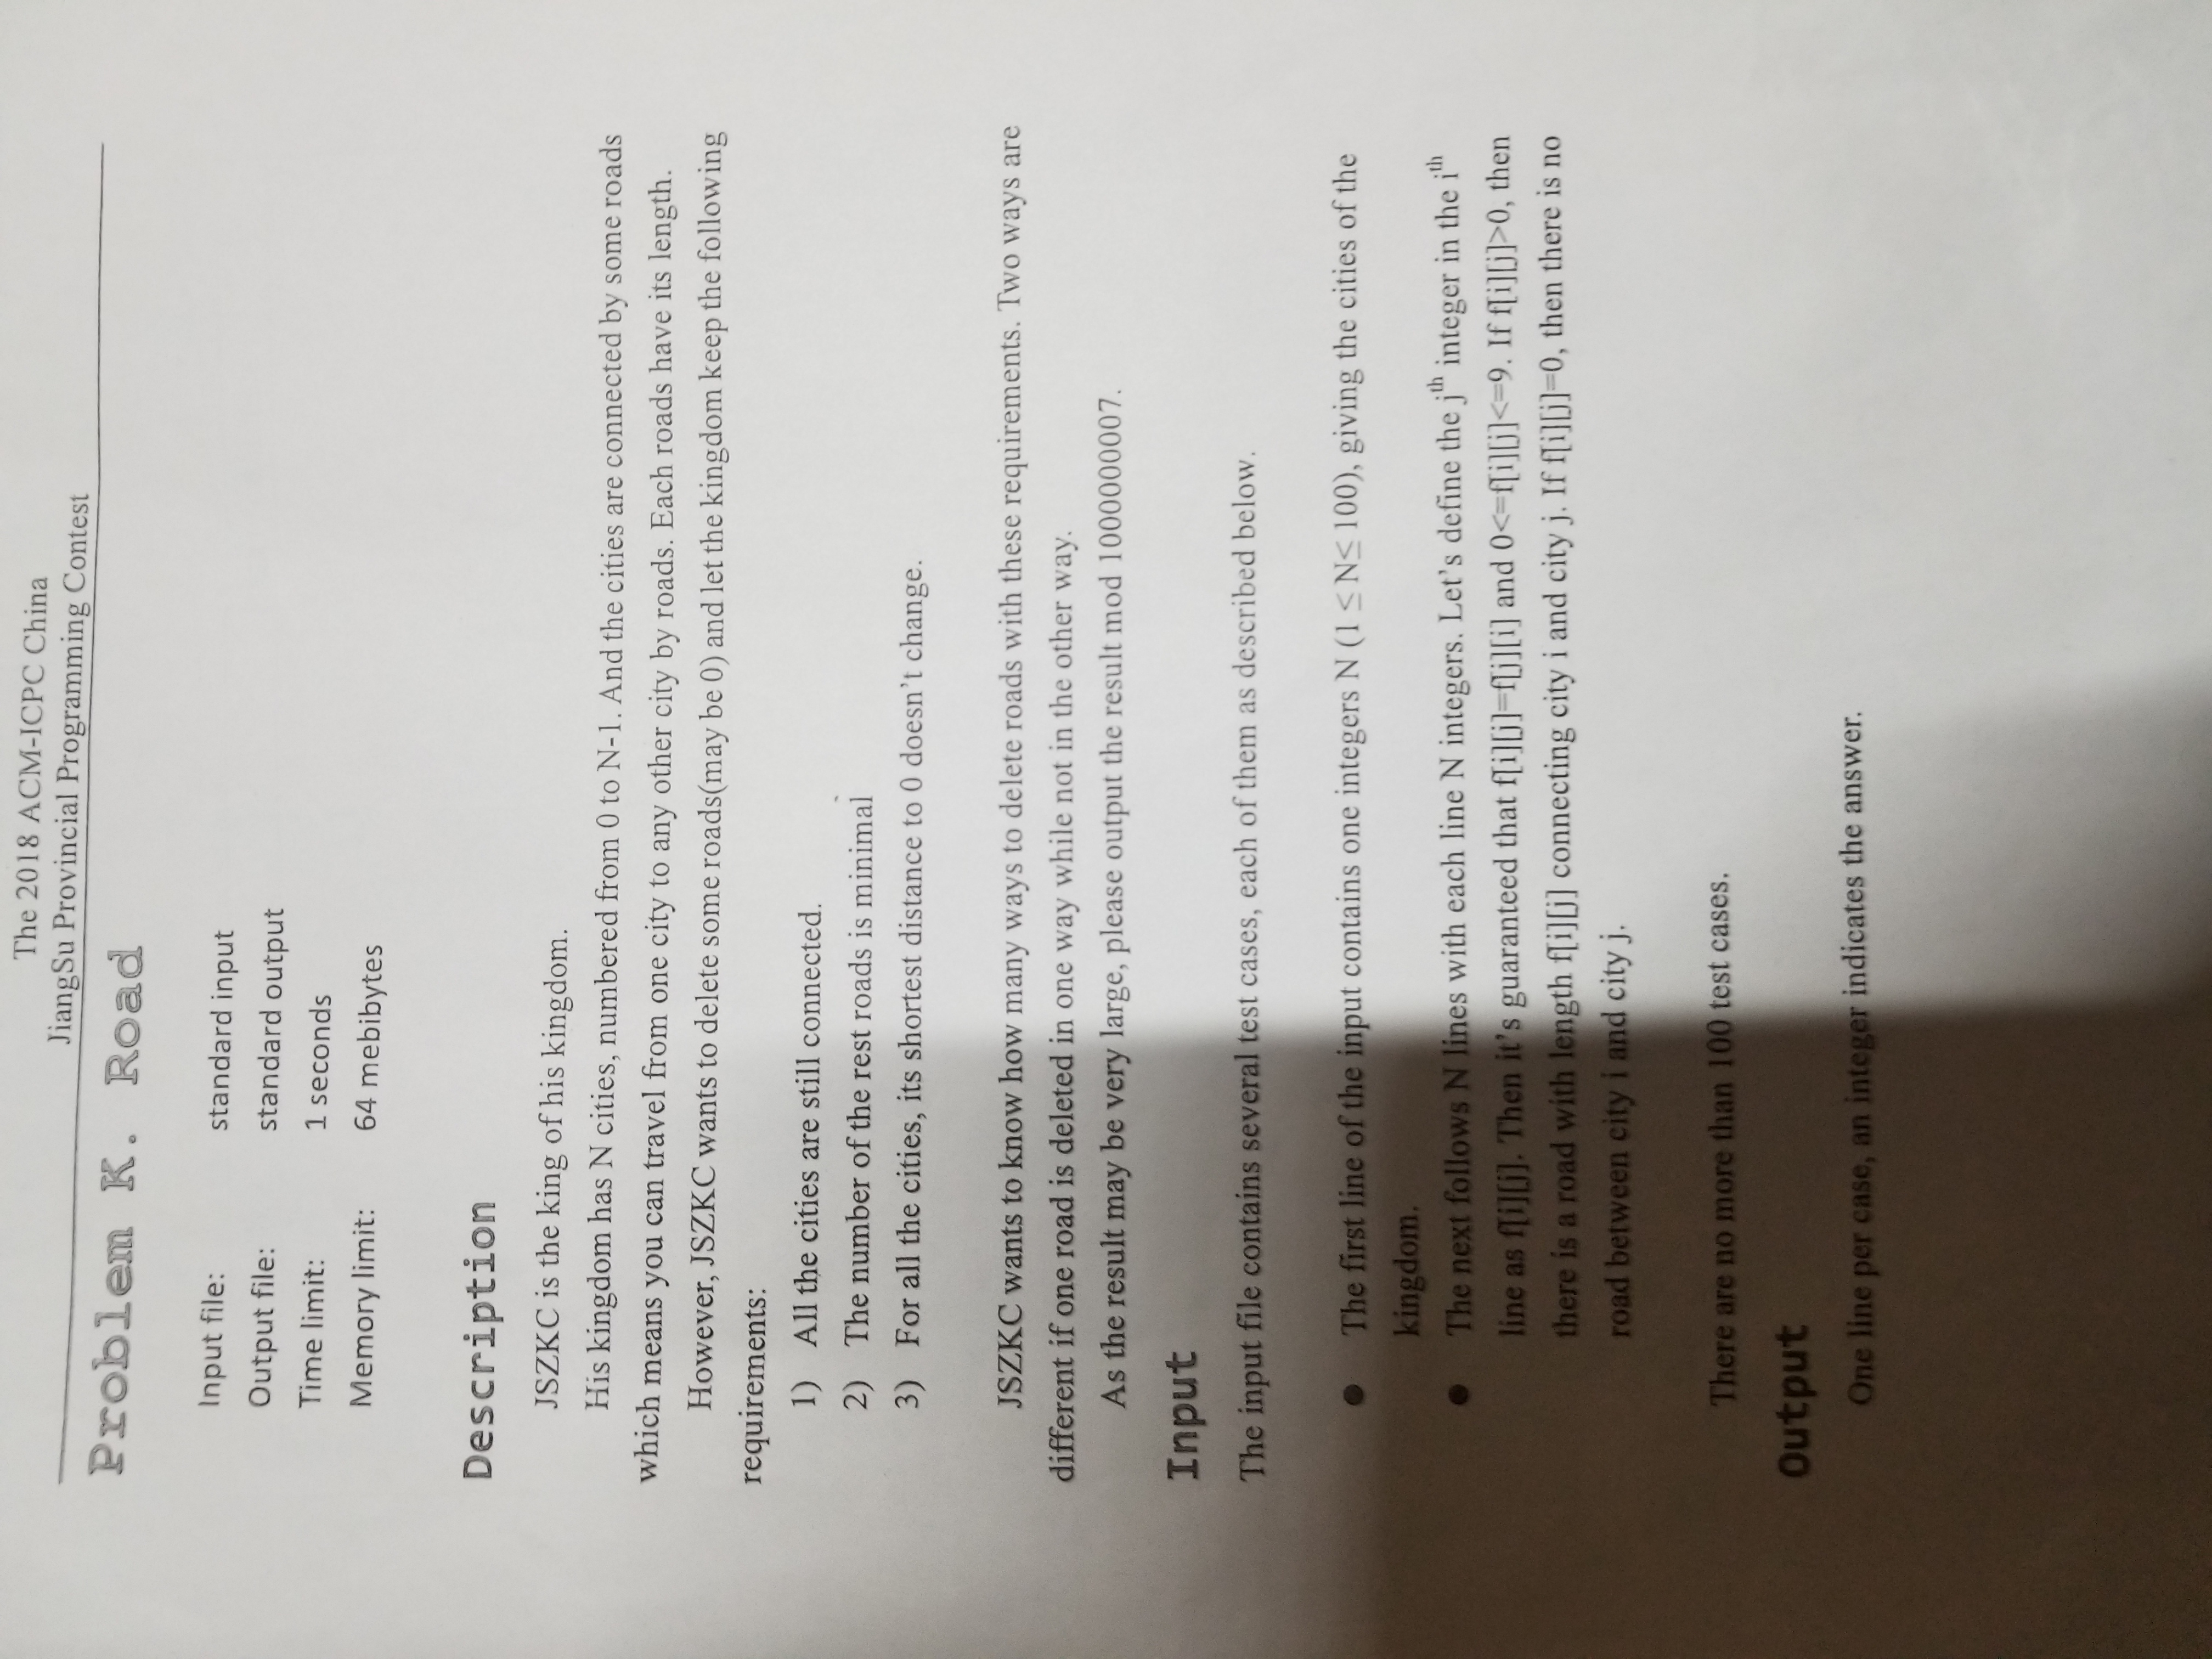 The 2018 ACM-ICPC China
JiangSu Provincial Programming Contest
Problem K. Road
Input file: standard input
Output file: standard output
Time limit: 1 seconds
Memory limit: 64 mebibytes
Description
JSZKC is the king of his kingdom.
His kingdom has N cities, numbered from 0 to N-1. And the cities are connected by some roads
which means you can travel from one city to any other city by roads. Each roads have its length.
However, JSZKC wants to delete some roads(may be 0) and let the kingdom keep the following
requirements:
1) All the cities are still connected.
2) The number of the rest roads is minimal
3) For all the cities, its shortest distance to 0 doesn't change.
JSZKC wants to know how many ways to delete roads with these requirements. Two ways are
different if one road is deleted in one way while not in the other way.
As the result may be very large, please output the result mod 1000000007.
Input
The input file contains several test cases, each of them as described below.
● The first line of the input contains one integers N (1 ≤ N≤ 100), giving the cities of the
kingdom.
● The next follows N lines with each line N integers. Let's define the jth integer in the ith
line as f[i][j]. Then it's guaranteed that f[i][j]=f[j][i] and 0<=f[i][j]<=9. If f[i][j]>0, then
there is a road with length f[i][j] connecting city i and city j. If f[i][j]=0, then there is no
road between city i and city j.
There are no more than 100 test cases.
Output
One line per case, an integer indicates the answer.